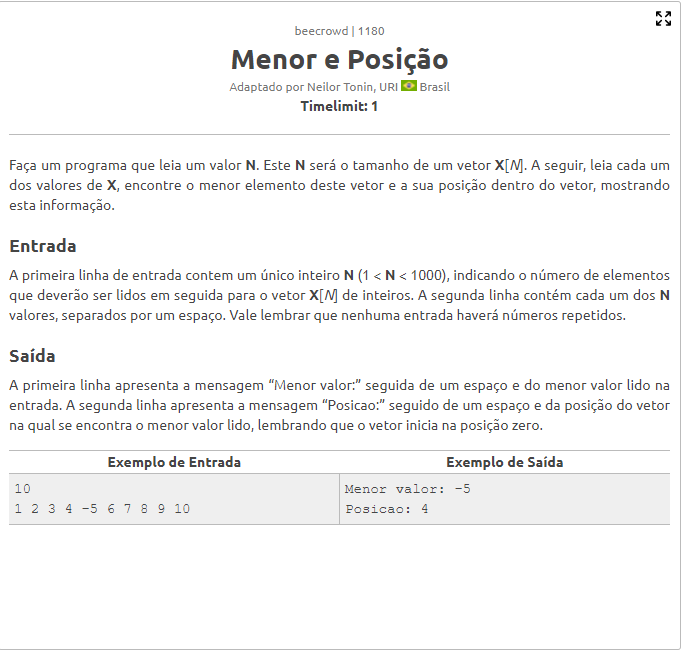 beecrowd | 1180
Menor e Posição
Adaptado por Neilor Tonin, URI Brasil
Timelimit: 1
Faça um programa que leia um valor N. Este N será o tamanho de um vetor X[N]. A seguir, leia cada um
dos valores de X, encontre o menor elemento deste vetor e a sua posição dentro do vetor, mostrando
esta informação.
Entrada
A primeira linha de entrada contem um único inteiro N (1 < N < 1000), indicando o número de elementos
que deverão ser lidos em seguida para o vetor X[N] de inteiros. A segunda linha contém cada um dos N
valores, separados por um espaço. Vale lembrar que nenhuma entrada haverá números repetidos.
Saída
A primeira linha apresenta a mensagem “Menor valor:” seguida de um espaço e do menor valor lido na
entrada. A segunda linha apresenta a mensagem “Posicao:” seguido de um espaço e da posição do vetor
na qual se encontra o menor valor lido, lembrando que o vetor inicia na posição zero.
Exemplo de Entrada Exemplo de Saída
10 Menor valor: -5
1 2 3 4 -5 6 7 8 9 10 Posicao: 4